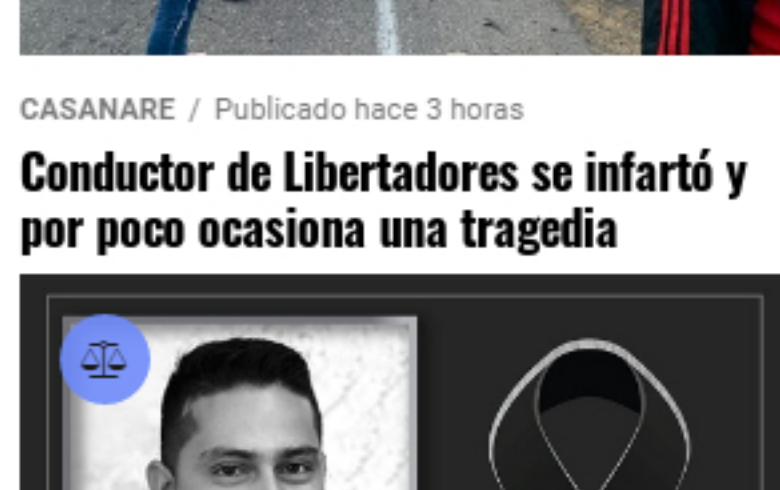 CASANARE / Publicado hace 3 horas
Conductor de Libertadores se infartó y
por poco ocasiona una tragedia